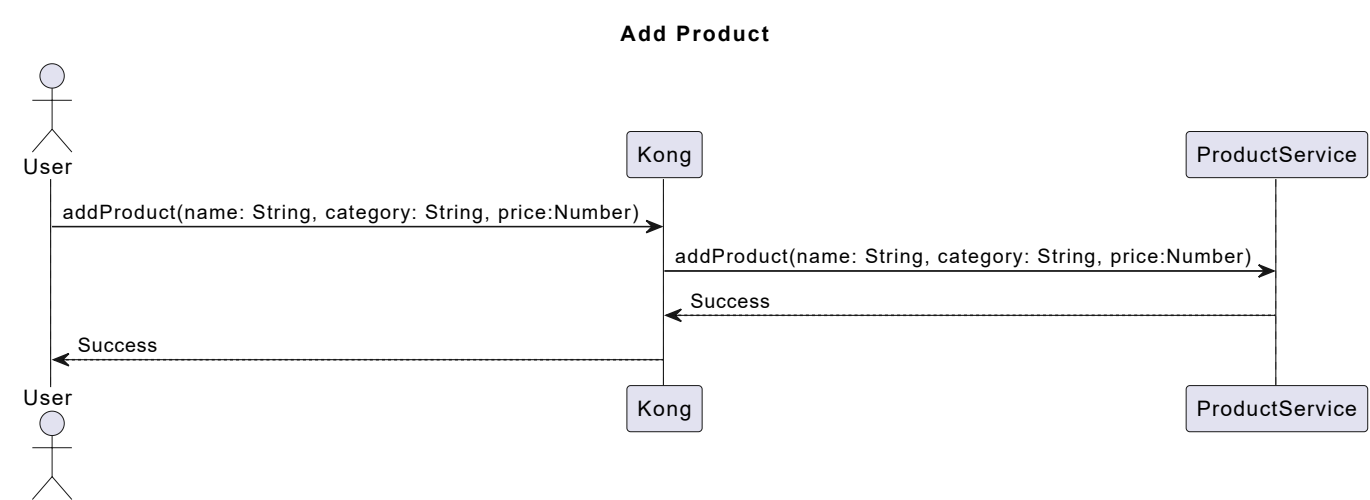 Add Product
User
Kong
ProductService
addProduct(name: String, category: String, price:Number)
addProduct(name: String, category: String, price:Number)
Success
Success
User
Kong
ProductService